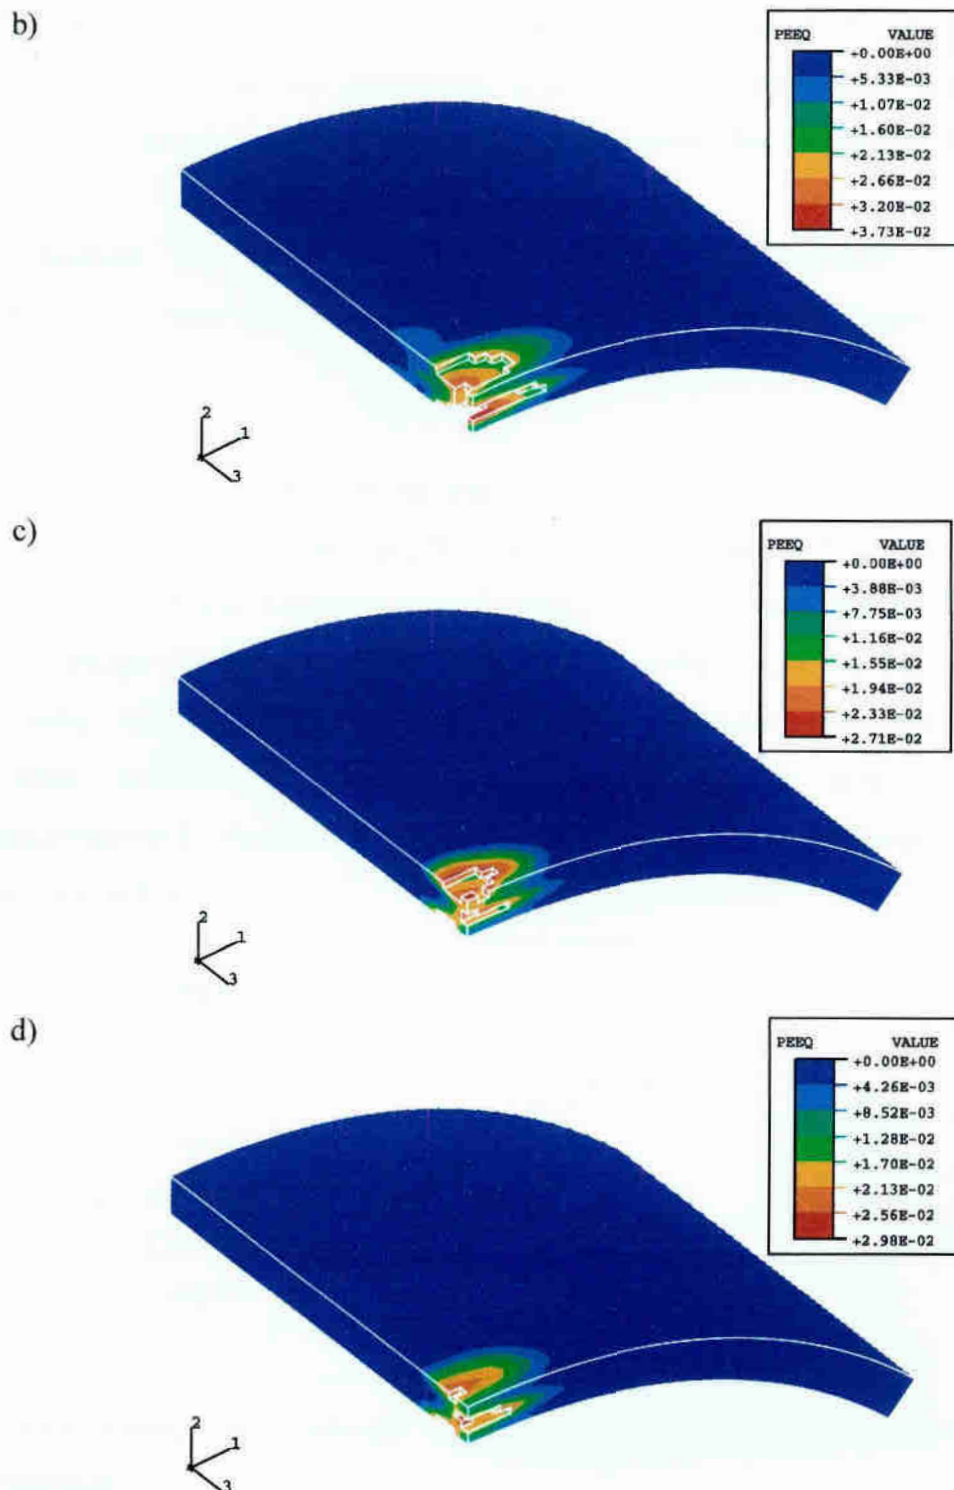 b)
PEEQ VALUE
+0.00E+00
+5.33E-03
+1.07E-02
+1.60E-02
+2.13E-02
+2.66E-02
+3.20E-02
+3.73E-02
2
1
3
c)
PEEQ VALUE
+0.00E+00
+3.88E-03
+7.75E-03
+1.16E-02
+1.55E-02
+1.94E-02
+2.33E-02
+2.71E-02
2
1
3
d)
PEEQ VALUE
+0.00E+00
+4.26E-03
+8.52E-03
+1.28E-02
+1.70E-02
+2.13E-02
+2.56E-02
+2.98E-02
2
1
3